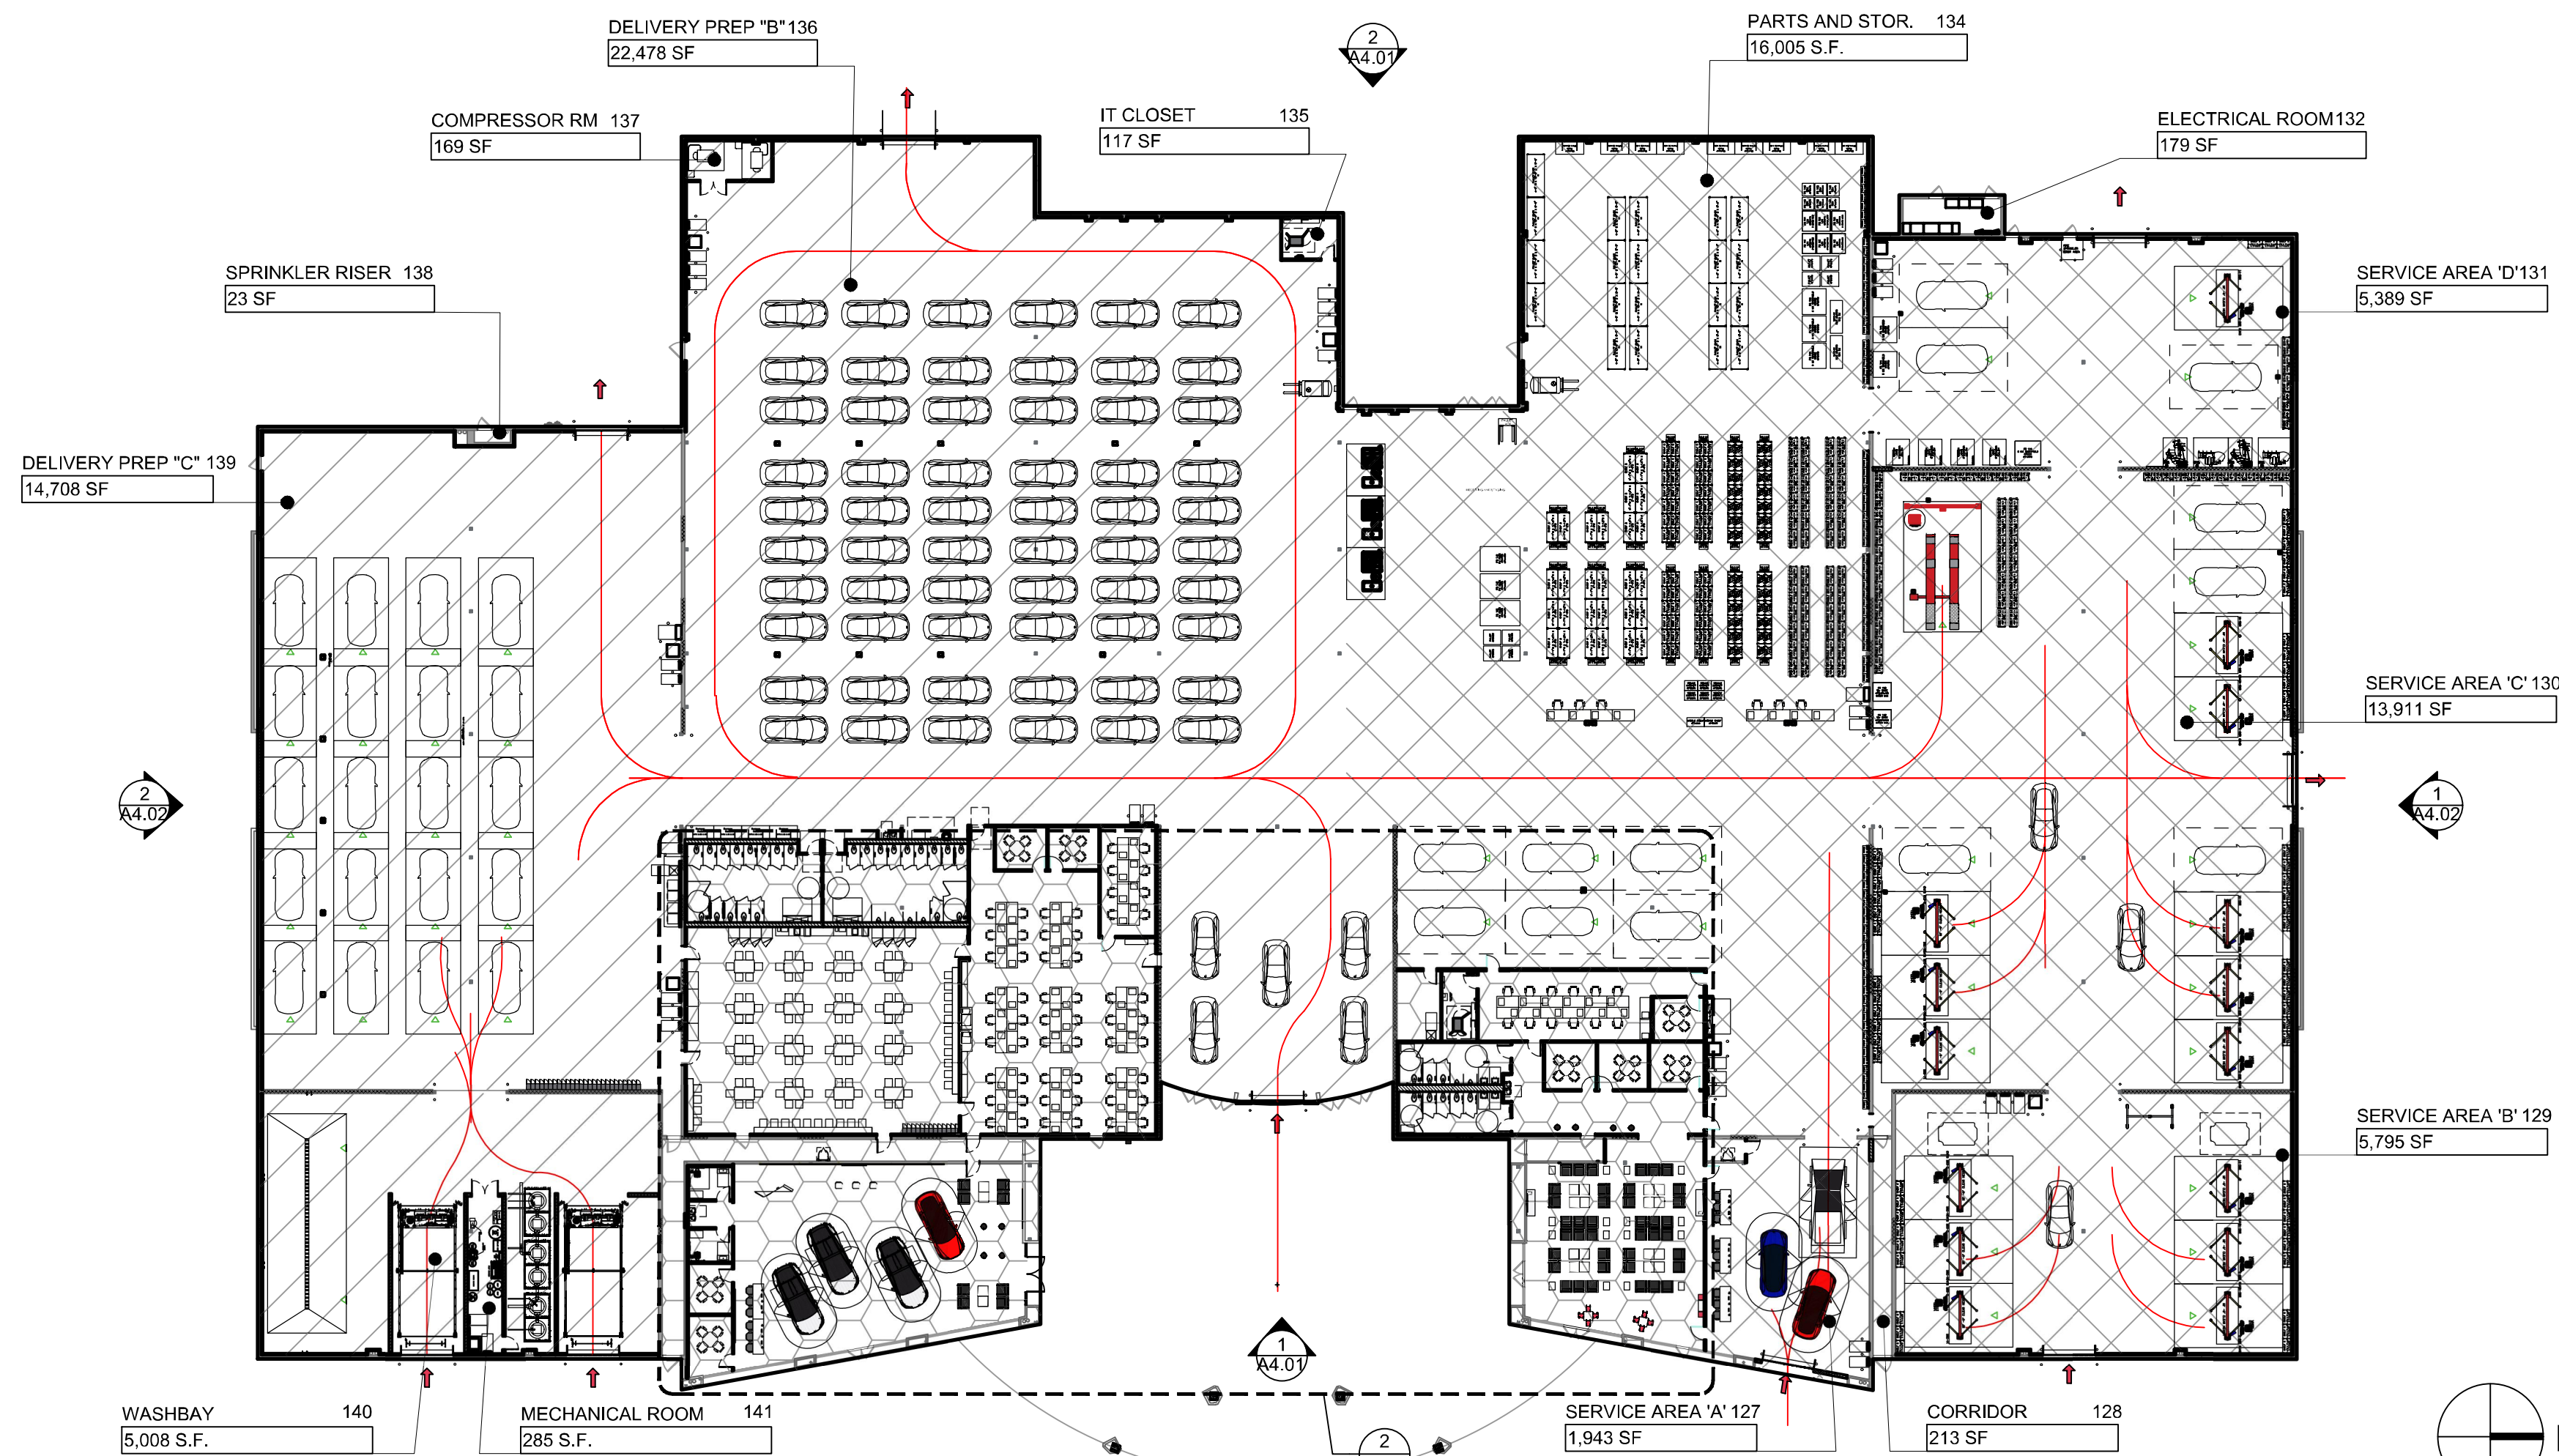 DELIVERY PREP "B" 136
22,478 SF
2
A4.01
PARTS AND STOR. 134
16,005 S.F.
COMPRESSOR RM 137
169 SF
IT CLOSET 135
117 SF
ELECTRICAL ROOM 132
179 SF
SPRINKLER RISER 138
23 SF
SERVICE AREA 'D' 131
5,389 SF
DELIVERY PREP "C" 139
14,708 SF
SERVICE AREA 'C' 130
13,911 SF
2
A4.02
1
A4.02
SERVICE AREA 'B' 129
5,795 SF
1
A4.01
WASHBAY 140
5,008 S.F.
MECHANICAL ROOM 141
285 S.F.
SERVICE AREA 'A' 127
1,943 SF
CORRIDOR 128
213 SF
2